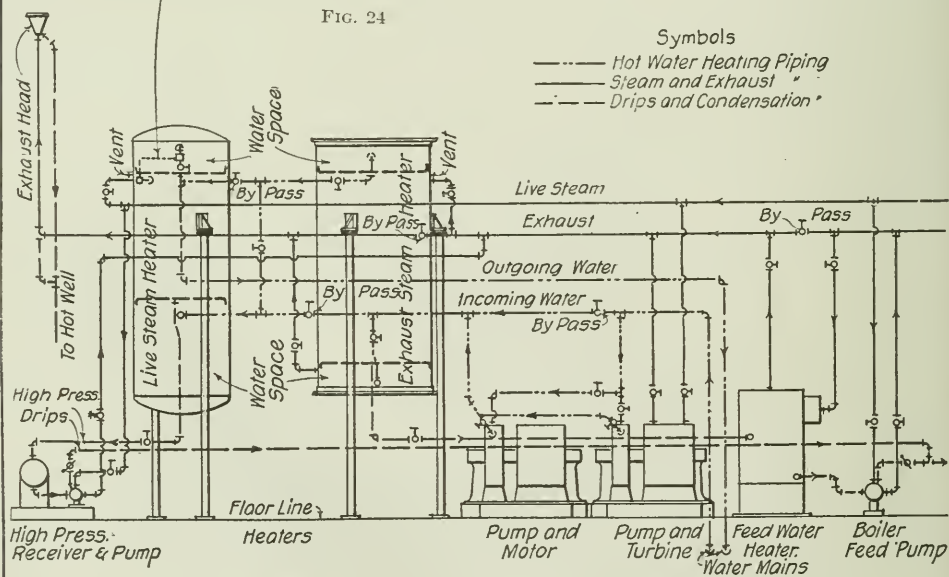 FIG. 24
Symbols
Hot Water Heating Piping
Steam and Exhaust "
Drips and Condensation "
Exhaust Head
Vent
Water
Space
Vent
Live Steam
By Pass
Exhaust
By Pass
By Pass
Live Steam Heater
Exhaust Steam Heater
Outgoing Water
By Pass
Incoming Water
By Pass
To Hot Well
Water
Space
High Press.
Drips
Floor Line
High Press.
Receiver & Pump
Heaters
Pump and
Motor
Pump and
Turbine
Water Mains
Feed Water
Heater.
Boiler
Feed Pump